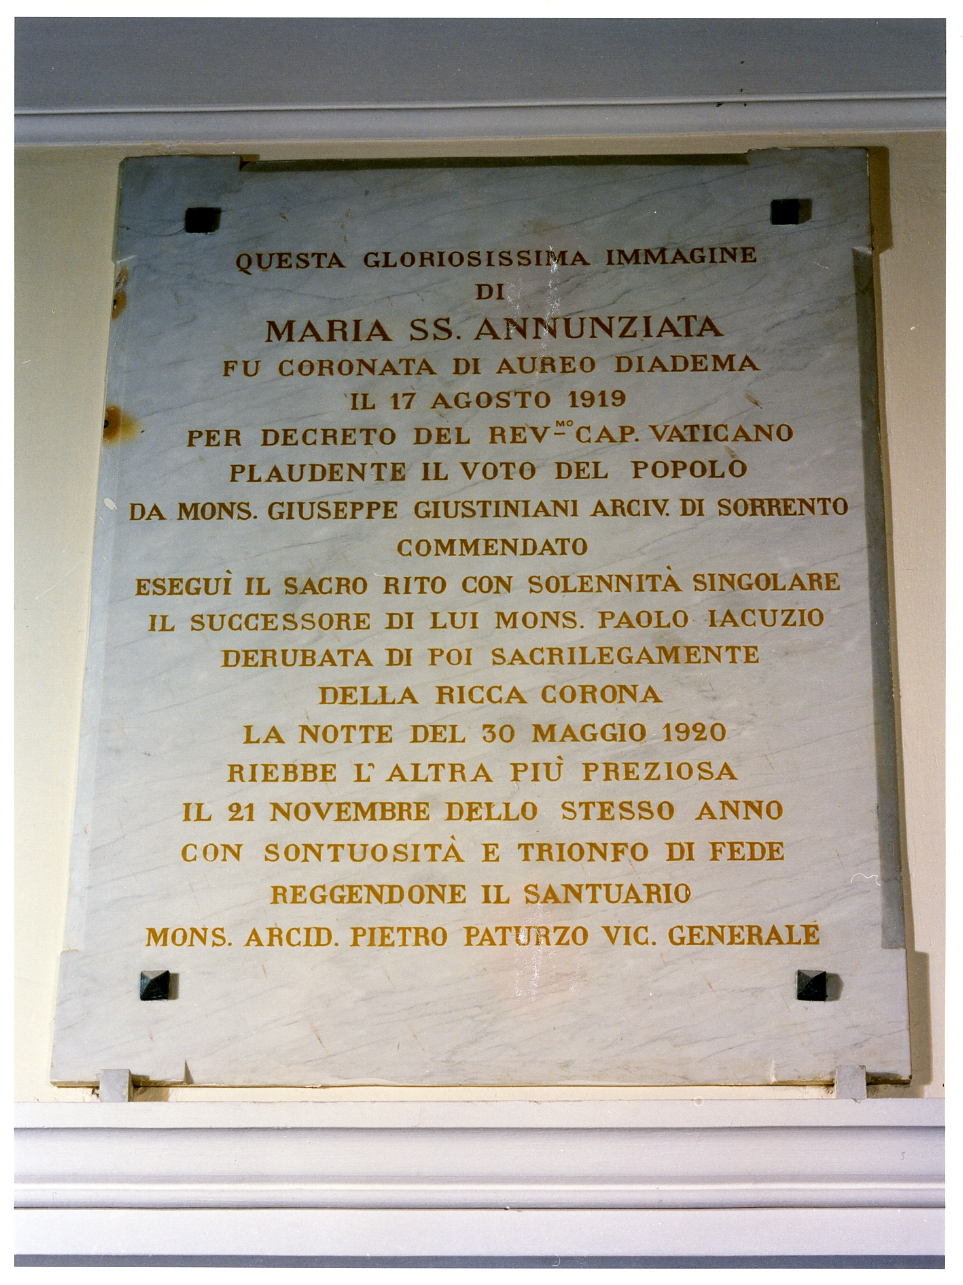 QUESTA GLORIOSISSIMA IMMAGINE
DI
MARIA SS. ANNUNZIATA
FU CORONATA DI AUREO DIADEMA
IL 17 AGOSTO 1919
PER DECRETO DEL REV.MO CAP. VATICANO
PLAUDENTE IL VOTO DEL POPOLO
DA MONS. GIUSEPPE GIUSTINIANI ARCIV. DI SORRENTO
COMMENDATO
ESEGUÌ IL SACRO RITO CON SOLENNITÀ SINGOLARE
IL SUCCESSORE DI LUI MONS. PAOLO IACUZIO
DERUBATA DI POI SACRILEGAMENTE
DELLA RICCA CORONA
LA NOTTE DEL 30 MAGGIO 1920
RIEBBE L' ALTRA PIÙ PREZIOSA
IL 21 NOVEMBRE DELLO STESSO ANNO
CON SONTUOSITÀ E TRIONFO DI FEDE
REGGENDONE IL SANTUARIO
MONS. ARCID. PIETRO PATURZO VIC. GENERALE